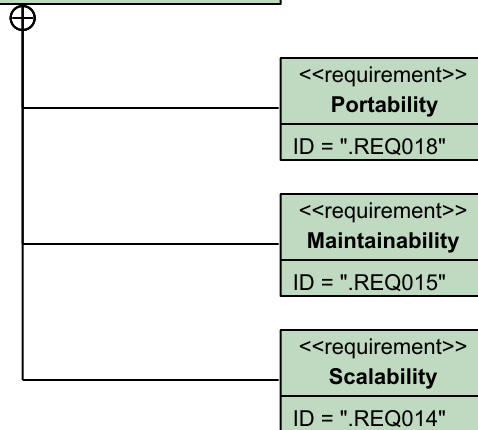 <<requirement>>
Portability
ID = ".REQ018"
<<requirement>>
Maintainability
ID = ".REQ015"
<<requirement>>
Scalability
ID = ".REQ014"